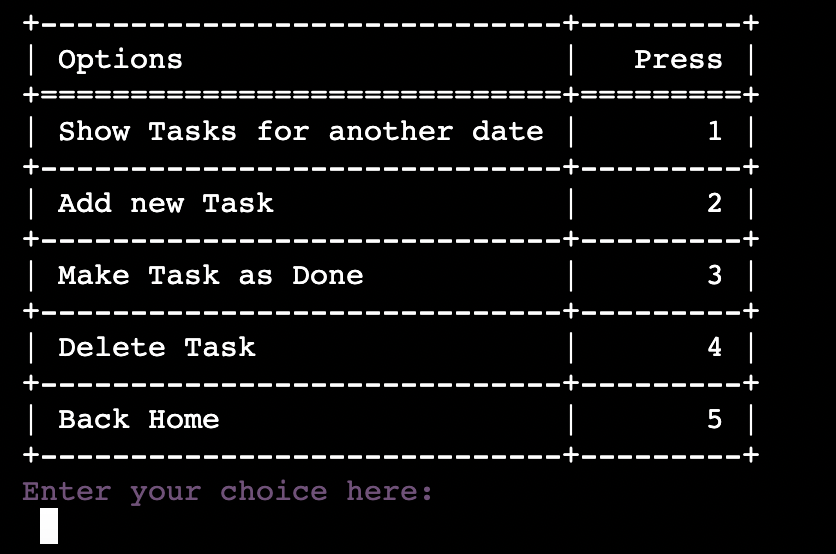 Options Press
Show Tasks for another date 1
Add new Task 2
Make Task as Done 3
Delete Task 4
Back Home 5
Enter your choice here: